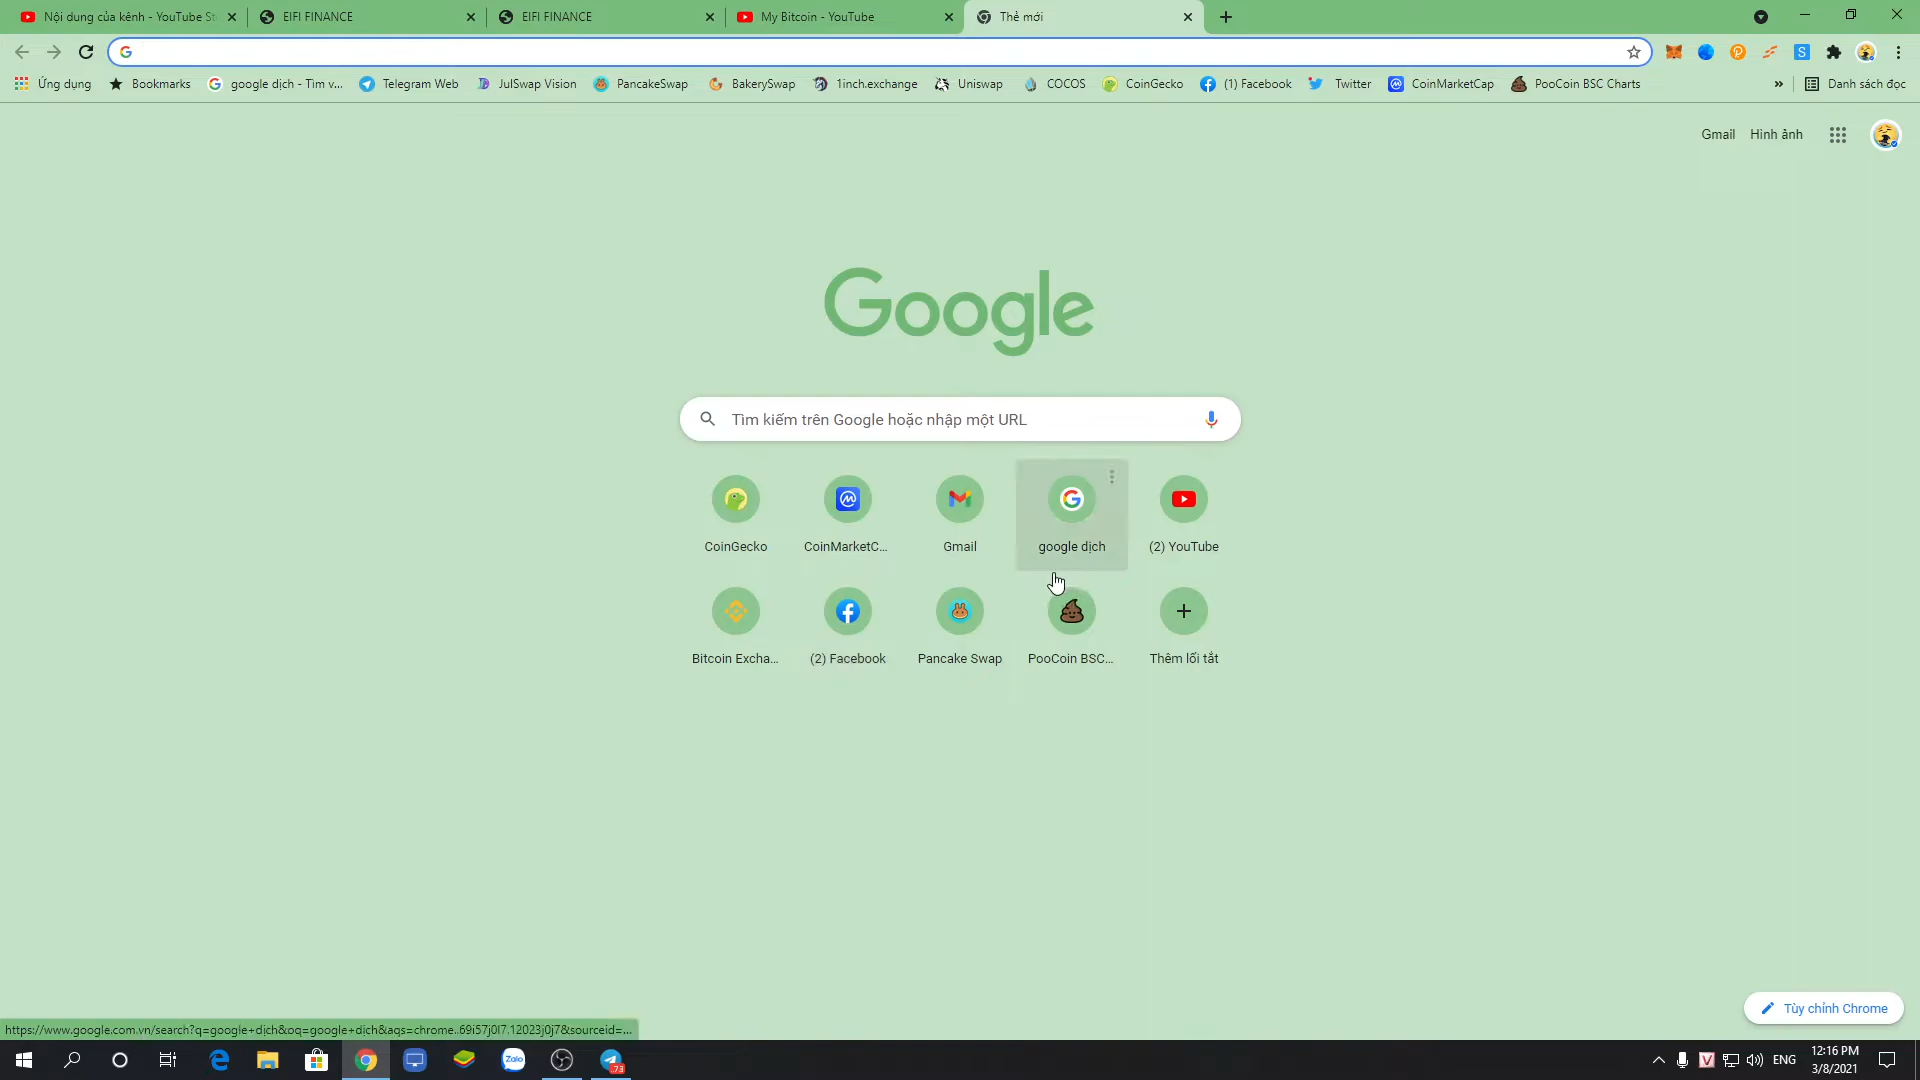 Nội dung của kênh - YouTube St
EIFI FINANCE
EIFI FINANCE
My Bitcoin - YouTube
Thẻ mới
Ứng dụng
Bookmarks
google dịch - Tìm v...
Telegram Web
JulSwap Vision
PancakeSwap
BakerySwap
1inch.exchange
Uniswap
COCOS
CoinGecko
(1) Facebook
Twitter
CoinMarketCap
PooCoin BSC Charts
»
Danh sách đọc
Gmail
Hình ảnh
Google
Tìm kiếm trên Google hoặc nhập một URL
CoinGecko
CoinMarketC...
Gmail
google dịch
(2) YouTube
Bitcoin Excha...
(2) Facebook
Pancake Swap
PooCoin BSC...
Thêm lối tắt
Tùy chỉnh Chrome
https://www.google.com.vn/search?q=google+dịch&oq=google+dịch&aqs=chrome..69i57j0l7.12023j0j7&sourceid=...
Zalo
73
ENG
12:16 PM
3/8/2021